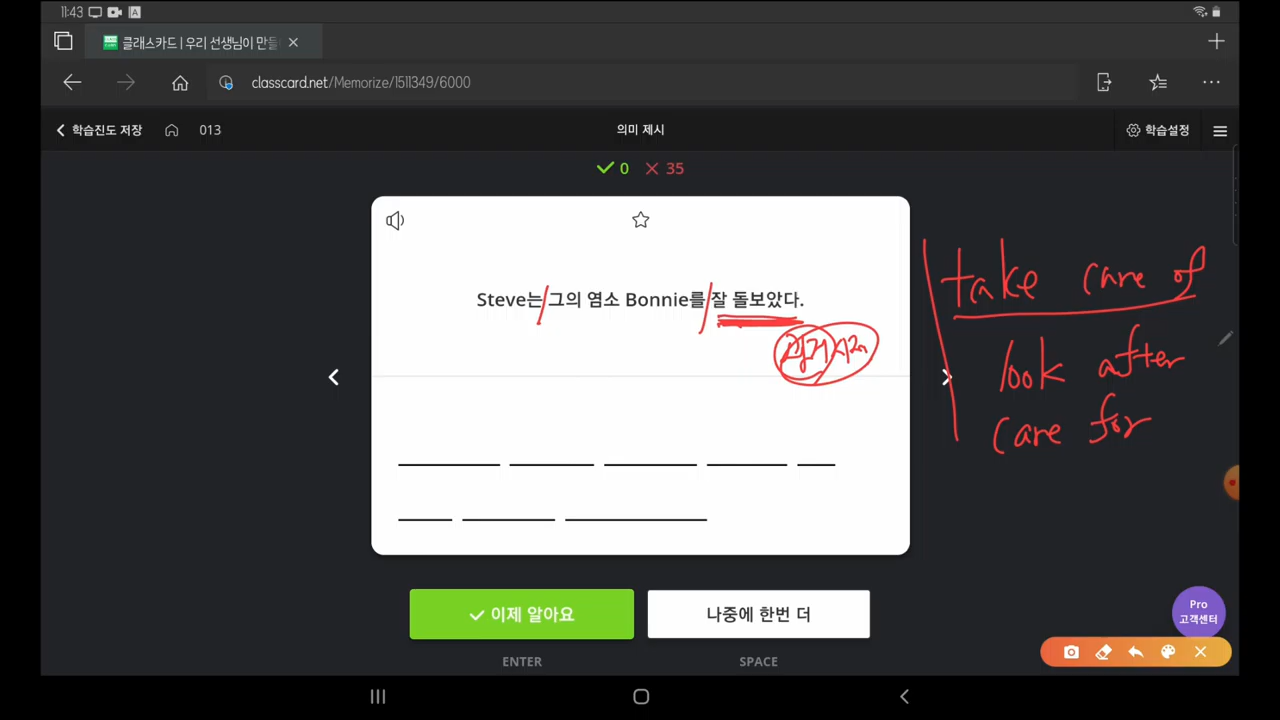 11:43
클래스카드 | 우리 선생님이 만들
classcard.net/Memorize/1511349/6000
학습진도 저장 013 의미 제시 학습설정
0 35
Steve는 그의 염소 Bonnie를 잘 돌보았다.
take care of
look after
care for
이제 알아요 나중에 한번 더
ENTER SPACE
Pro
고객센터